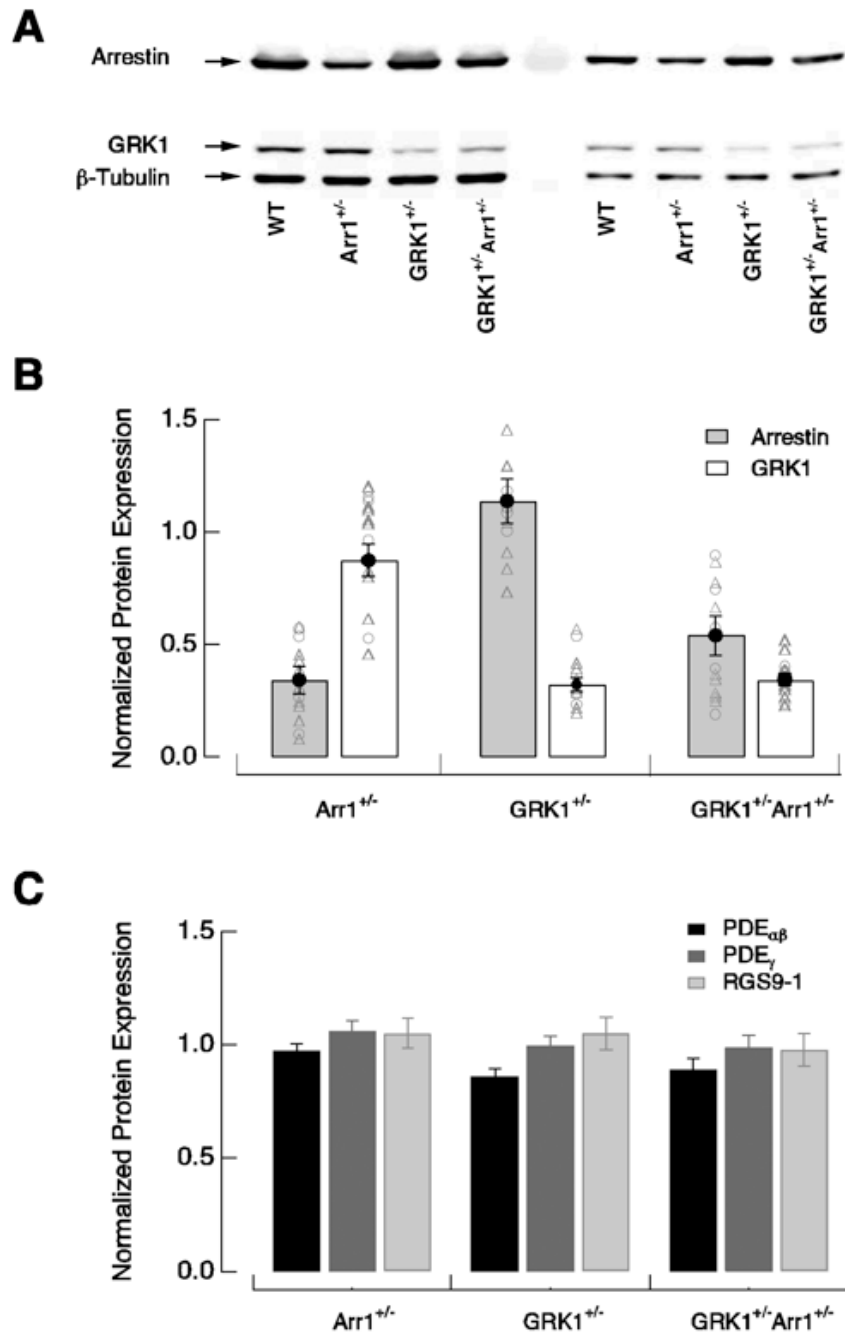 A
Arrestin
GRK1
β-Tubulin
WT
Arr1+/-
GRK1+/-
GRK1+/-Arr1+/-
WT
Arr1+/-
GRK1+/-
GRK1+/-Arr1+/-
B
Normalized Protein Expression
1.5
1.0
0.5
0.0
Arrestin
GRK1
Arr1+/-
GRK1+/-
GRK1+/-Arr1+/-
C
Normalized Protein Expression
1.5
1.0
0.5
0.0
PDEαβ
PDEγ
RGS9-1
Arr1+/-
GRK1+/-
GRK1+/-Arr1+/-